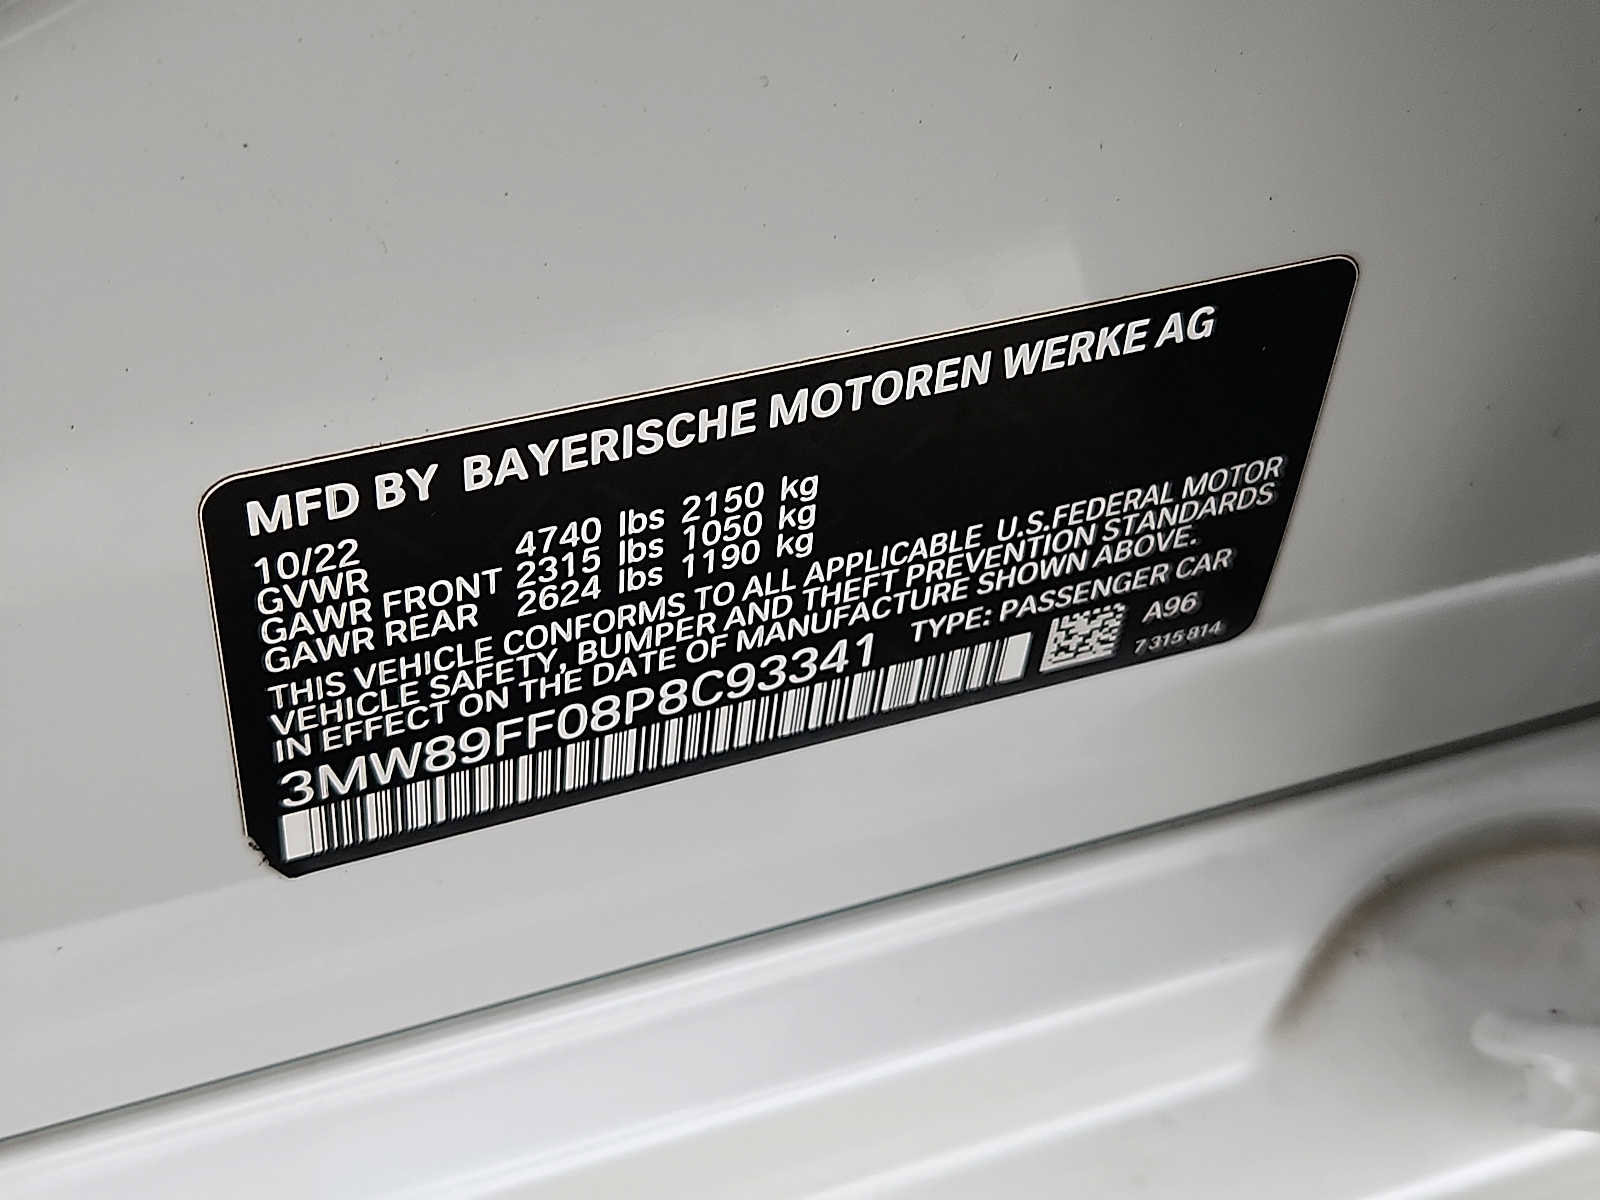 MFD BY BAYERISCHE MOTOREN WERKE AG
10/22
GVWR 4740 lbs 2150 kg
GAWR FRONT 2315 lbs 1050 kg
GAWR REAR 2624 lbs 1190 kg
THIS VEHICLE CONFORMS TO ALL APPLICABLE U.S.FEDERAL MOTOR
VEHICLE SAFETY, BUMPER AND THEFT PREVENTION STANDARDS
IN EFFECT ON THE DATE OF MANUFACTURE SHOWN ABOVE.
3MW89FF08P8C93341 TYPE: PASSENGER CAR
A96
7 315 814